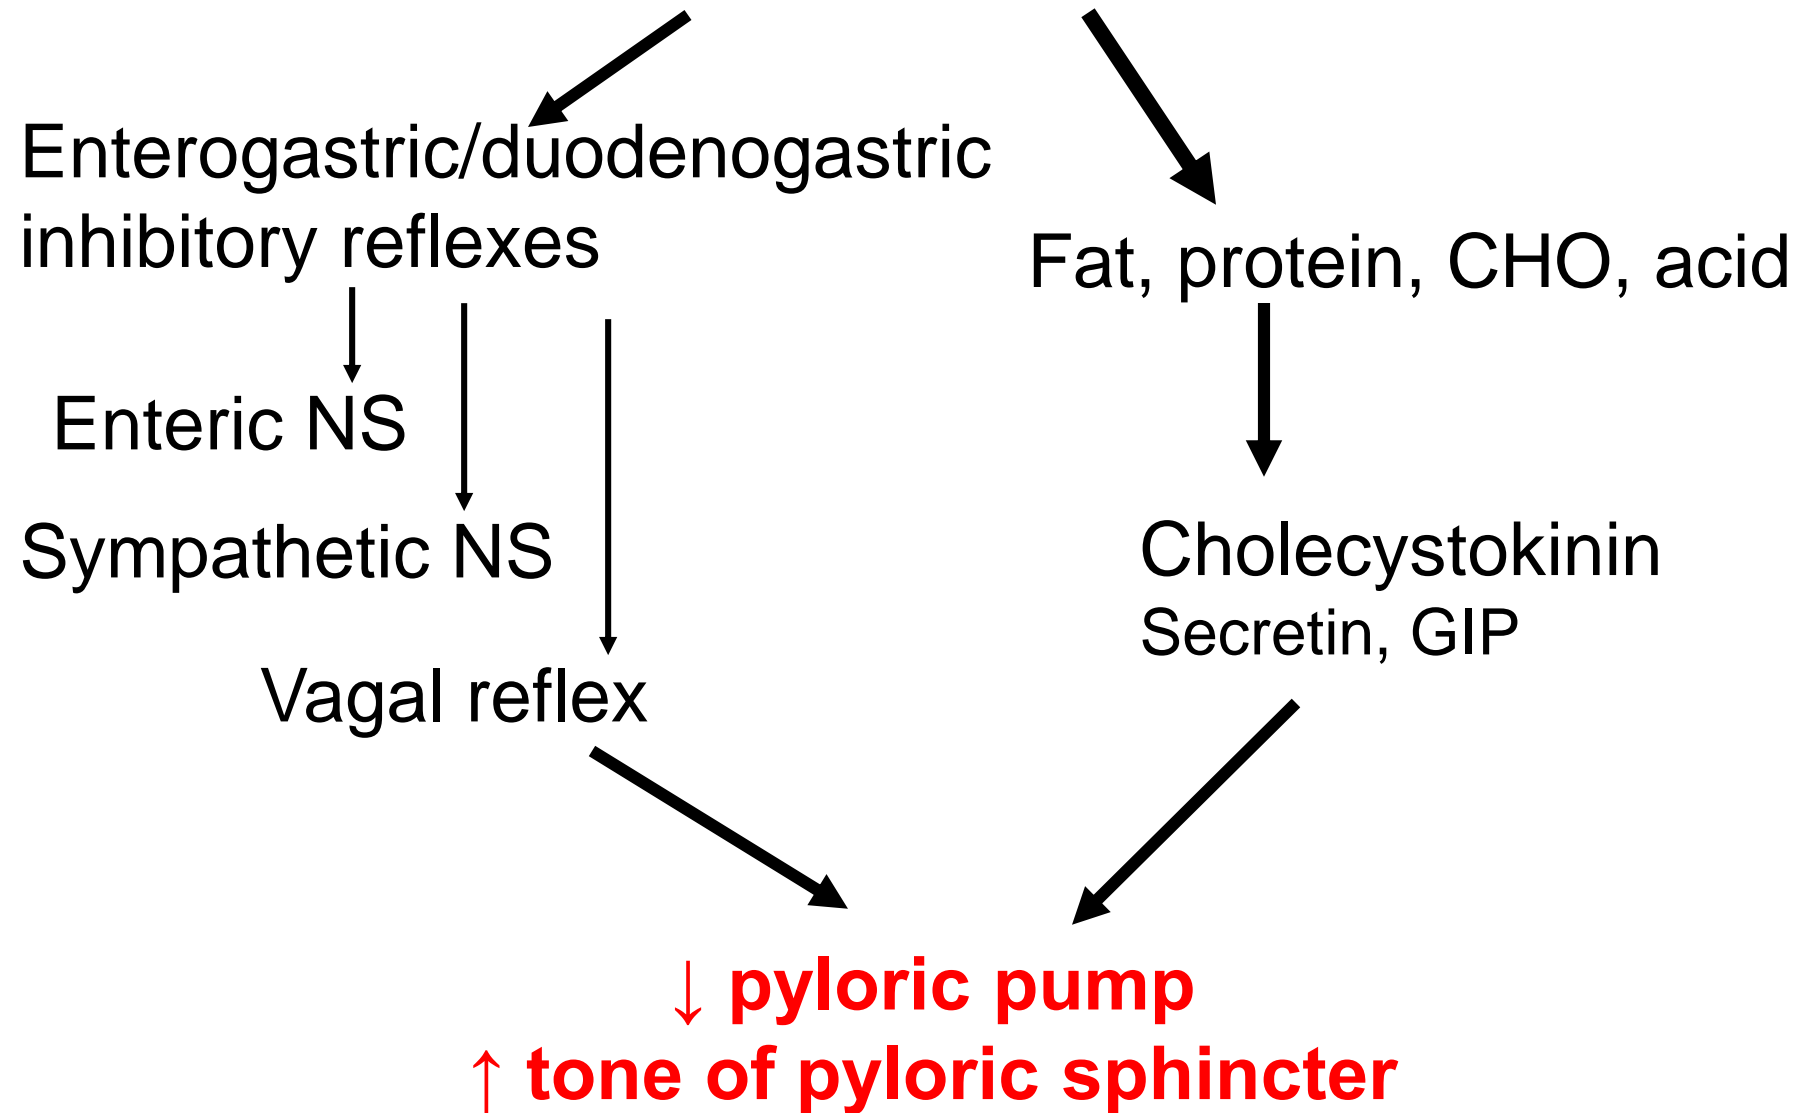 Enterogastric/duodenogastric
inhibitory reflexes
Fat, protein, CHO, acid
Enteric NS
Sympathetic NS
Cholecystokinin
Secretin, GIP
Vagal reflex
↓ pyloric pump
↑ tone of pyloric sphincter